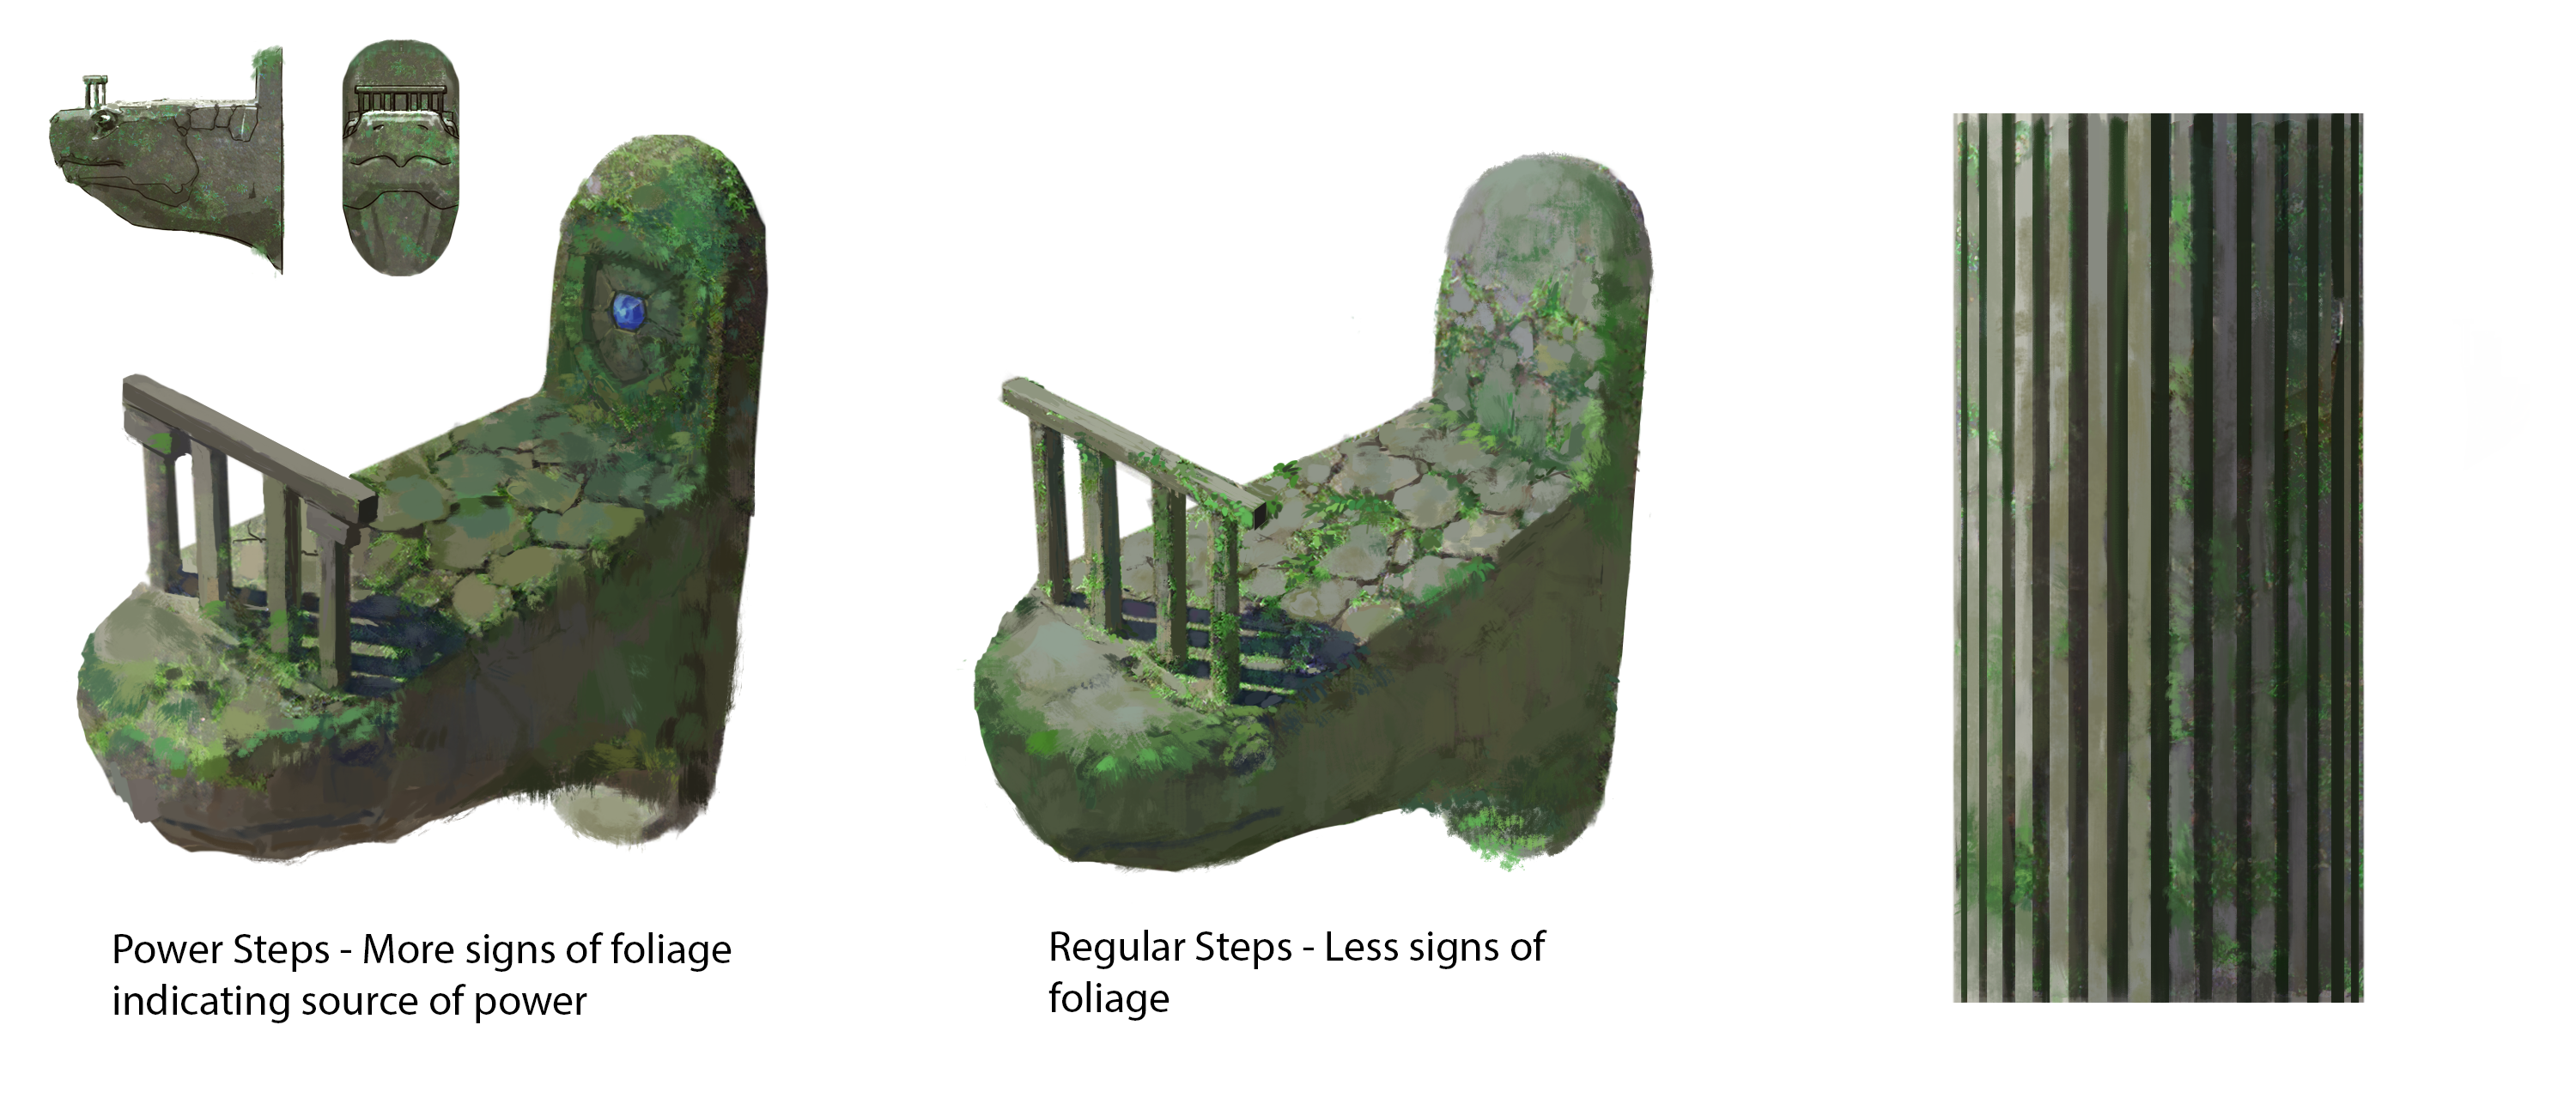 Power Steps - More signs of foliage
indicating source of power
Regular Steps - Less signs of
foliage